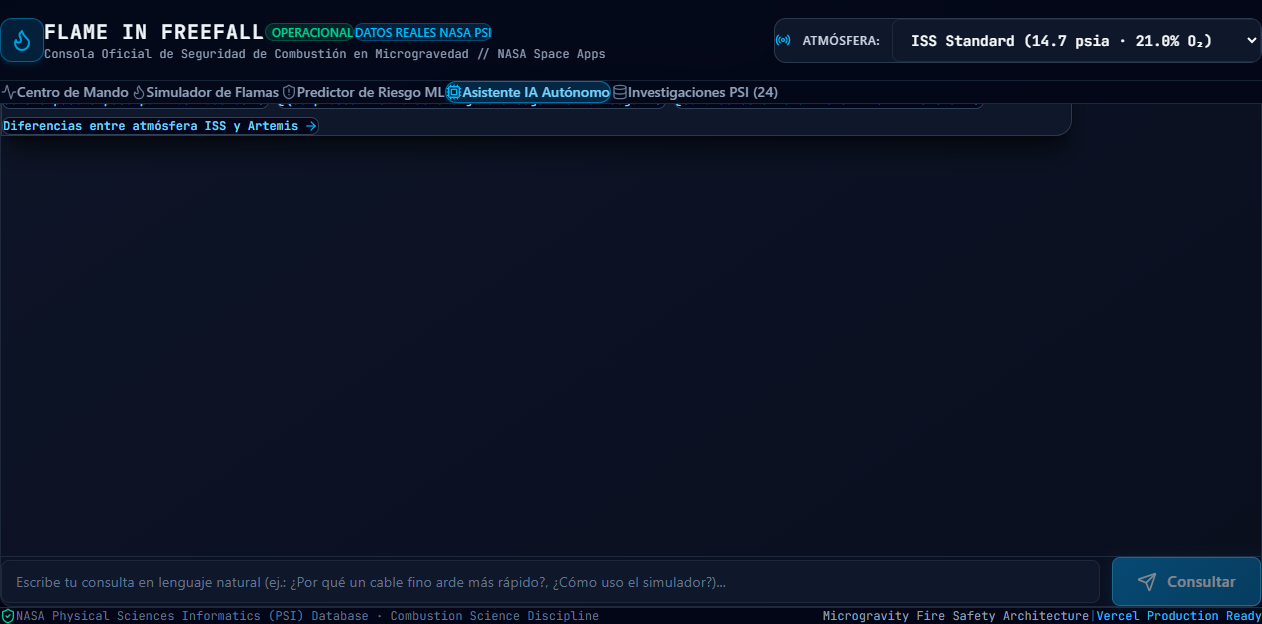 FLAME IN FREEFALL OPERACIONAL DATOS REALES NASA PSI
Consola Oficial de Seguridad de Combustión en Microgravedad // NASA Space Apps
ATMÓSFERA: ISS Standard (14.7 psia · 21.0% O₂)
Centro de Mando Simulador de Flamas Predictor de Riesgo ML Asistente IA Autónomo Investigaciones PSI (24)
Diferencias entre atmósfera ISS y Artemis →
Escribe tu consulta en lenguaje natural (ej.: ¿Por qué un cable fino arde más rápido?, ¿Cómo uso el simulador?)...
Consultar
NASA Physical Sciences Informatics (PSI) Database · Combustion Science Discipline
Microgravity Fire Safety Architecture|Vercel Production Ready